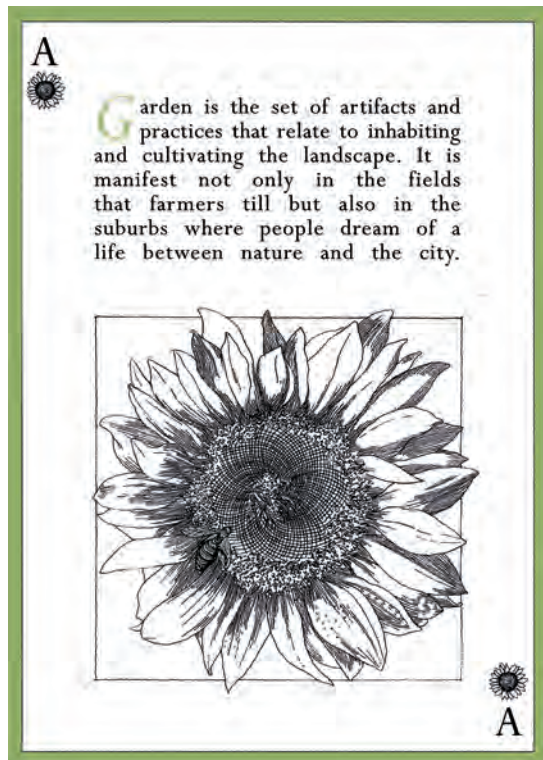 A
Garden is the set of artifacts and
practices that relate to inhabiting
and cultivating the landscape. It is
manifest not only in the fields
that farmers till but also in the
suburbs where people dream of a
life between nature and the city.
A